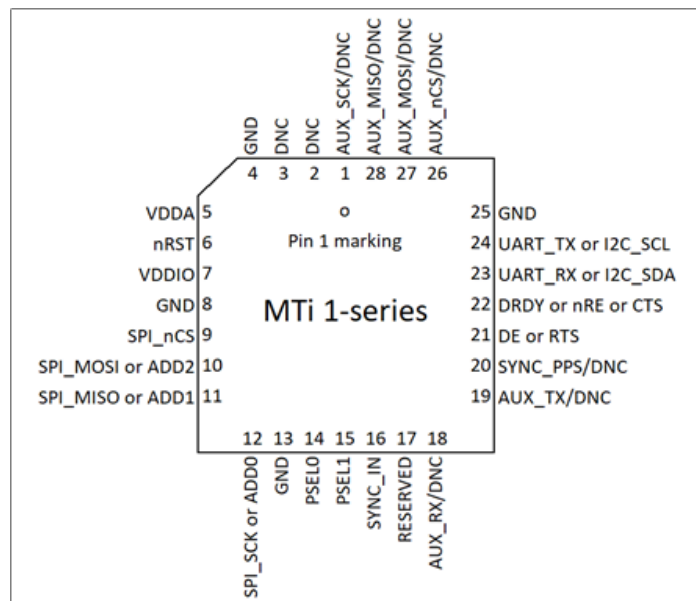 GND
DNC
DNC
AUX_SCK/DNC
AUX_MISO/DNC
AUX_MOSI/DNC
AUX_nCS/DNC
4 3 2 1 28 27 26
VDDA 5
nRST 6
VDDIO 7
GND 8
SPI_nCS 9
SPI_MOSI or ADD2 10
SPI_MISO or ADD1 11
o
Pin 1 marking
MTi 1-series
25 GND
24 UART_TX or I2C_SCL
23 UART_RX or I2C_SDA
22 DRDY or nRE or CTS
21 DE or RTS
20 SYNC_PPS/DNC
19 AUX_TX/DNC
12 13 14 15 16 17 18
SPI_SCK or ADD0
GND
PSEL0
PSEL1
SYNC_IN
RESERVED
AUX_RX/DNC